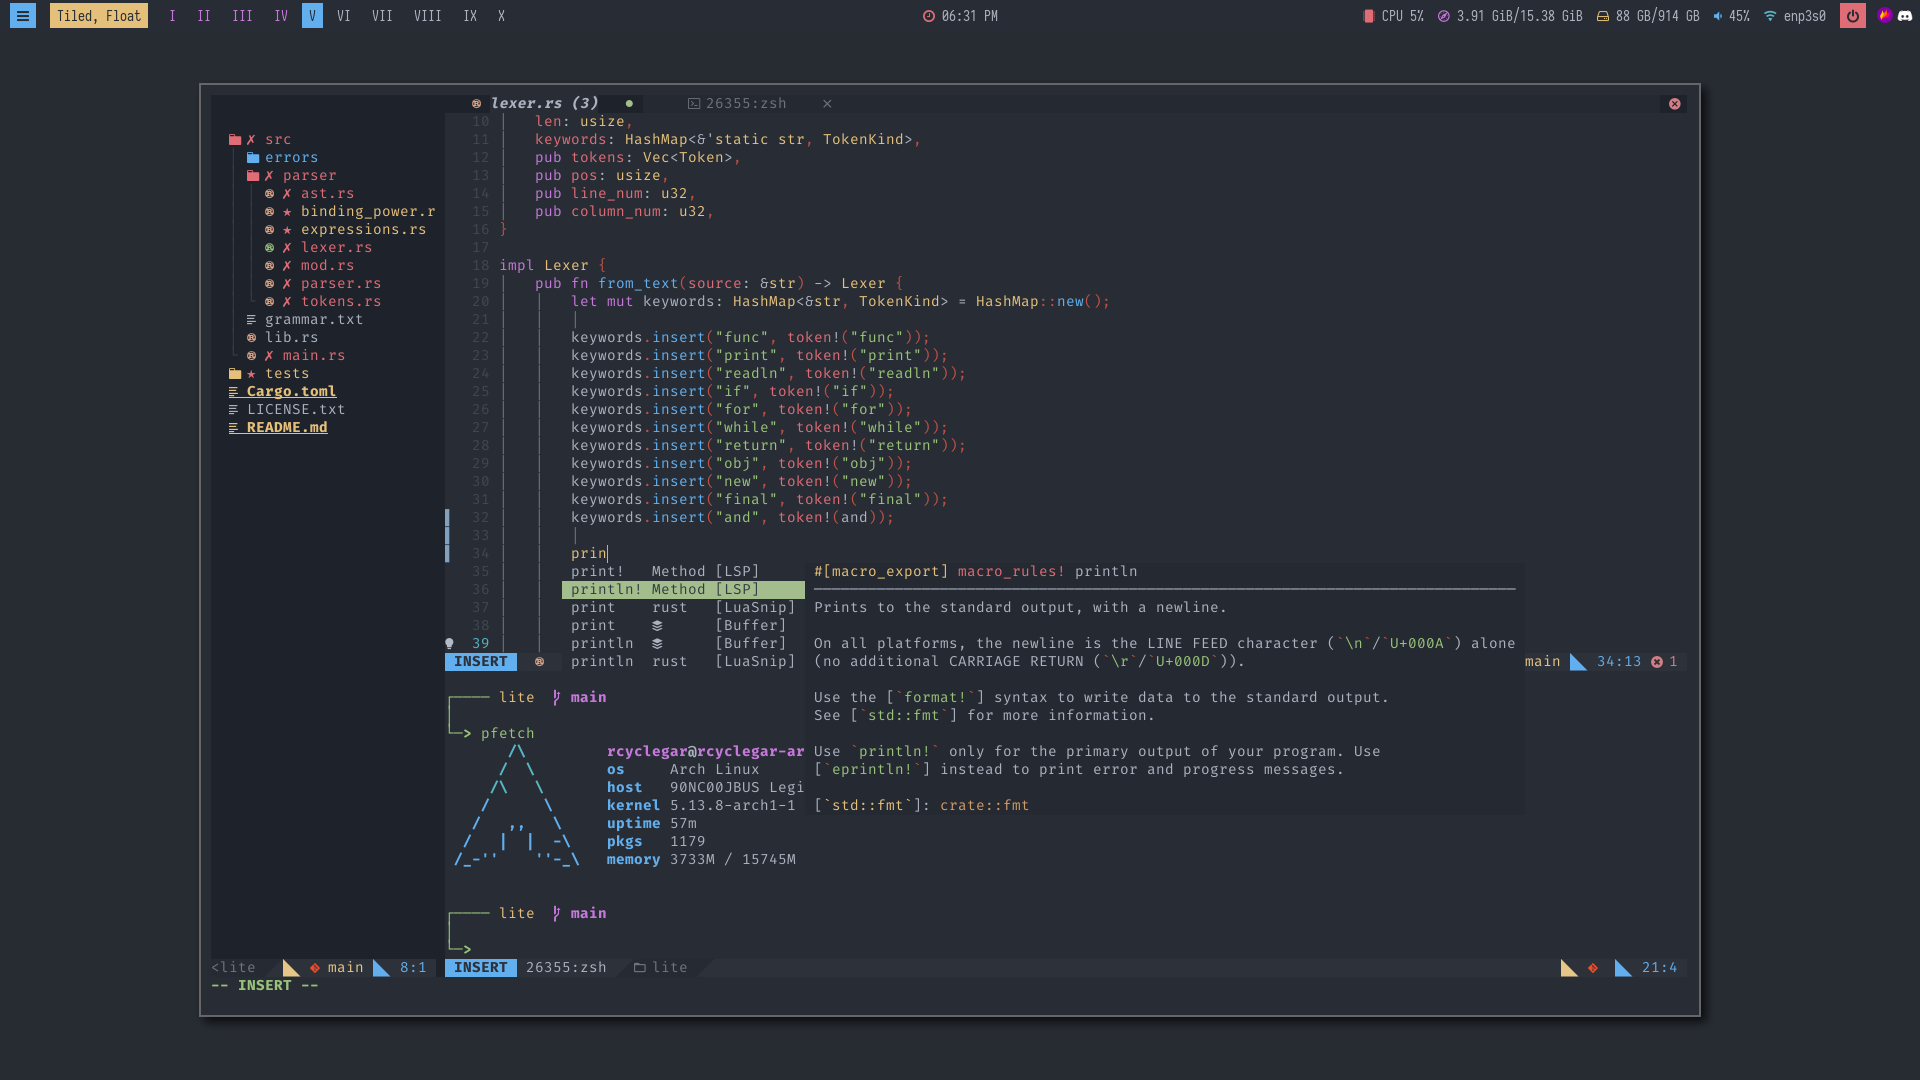 Tiled, Float I II III IV V VI VII VIII IX X 06:31 PM CPU 5% 3.91 GiB/15.38 GiB 88 GB/914 GB 45% enp3s0
lexer.rs (3) ● 26355:zsh ×
✗ src
errors
✗ parser
✗ ast.rs
★ binding_power.r
★ expressions.rs
✗ lexer.rs
✗ mod.rs
✗ parser.rs
✗ tokens.rs
grammar.txt
lib.rs
✗ main.rs
★ tests
Cargo.toml
LICENSE.txt
README.md
10 len: usize,
11 keywords: HashMap<&'static str, TokenKind>,
12 pub tokens: Vec<Token>,
13 pub pos: usize,
14 pub line_num: u32,
15 pub column_num: u32,
16 }
17
18 impl Lexer {
19 pub fn from_text(source: &str) -> Lexer {
20 let mut keywords: HashMap<&str, TokenKind> = HashMap::new();
21
22 keywords.insert("func", token!("func"));
23 keywords.insert("print", token!("print"));
24 keywords.insert("readln", token!("readln"));
25 keywords.insert("if", token!("if"));
26 keywords.insert("for", token!("for"));
27 keywords.insert("while", token!("while"));
28 keywords.insert("return", token!("return"));
29 keywords.insert("obj", token!("obj"));
30 keywords.insert("new", token!("new"));
31 keywords.insert("final", token!("final"));
32 keywords.insert("and", token!(and));
33
34 prin
35 print! Method [LSP]
36 println! Method [LSP]
37 print rust [LuaSnip]
38 print [Buffer]
39 println [Buffer]
INSERT println rust [LuaSnip] main 34:13 1
#[macro_export] macro_rules! println
Prints to the standard output, with a newline.
On all platforms, the newline is the LINE FEED character (`\n`/`U+000A`) alone
(no additional CARRIAGE RETURN (`\r`/`U+000D`)).
Use the [`format!`] syntax to write data to the standard output.
See [`std::fmt`] for more information.
Use `println!` only for the primary output of your program. Use
[`eprintln!`] instead to print error and progress messages.
[`std::fmt`]: crate::fmt
lite main
> pfetch
rcyclegar@rcyclegar-ar
os Arch Linux
host 90NC00JBUS Legi
kernel 5.13.8-arch1-1
uptime 57m
pkgs 1179
memory 3733M / 15745M
lite main
>
<lite main 8:1 INSERT 26355:zsh lite 21:4
-- INSERT --